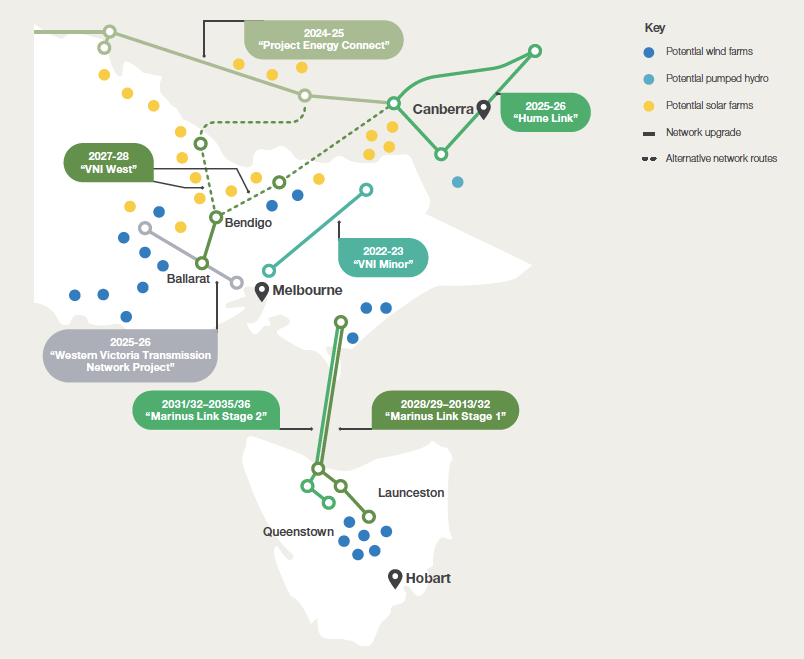 2024-25
“Project Energy Connect”
Key
Potential wind farms
Potential pumped hydro
Potential solar farms
Network upgrade
Alternative network routes
Canberra
2025-26
“Hume Link”
2027-28
“VNI West”
Bendigo
2022-23
“VNI Minor”
Ballarat
Melbourne
2025-26
“Western Victoria Transmission
Network Project”
2031/32–2035/36
“Marinus Link Stage 2”
2028/29–2013/32
“Marinus Link Stage 1”
Launceston
Queenstown
Hobart